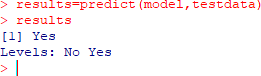 > results=predict(model,testdata)
> results
[1] Yes
Levels: No Yes
>